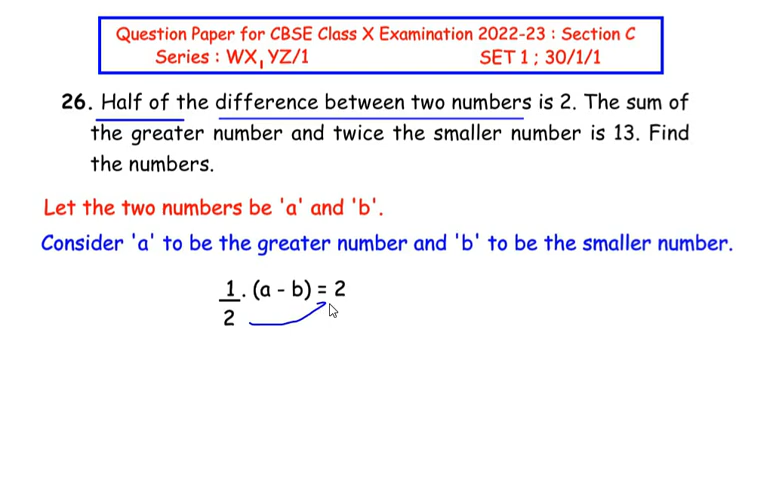 Question Paper for CBSE Class X Examination 2022-23 : Section C
Series : WX1YZ/1 SET 1 ; 30/1/1
26. Half of the difference between two numbers is 2. The sum of
the greater number and twice the smaller number is 13. Find
the numbers.
Let the two numbers be 'a' and 'b'.
Consider 'a' to be the greater number and 'b' to be the smaller number.
1/2 . (a - b) = 2